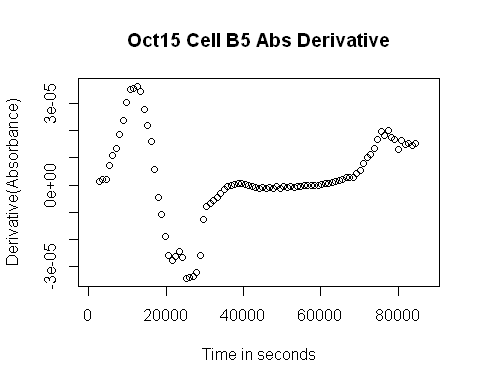 Oct15 Cell B5 Abs Derivative
Derivative(Absorbance)
3e-05
0e+00
-3e-05
0
20000
40000
60000
80000
Time in seconds